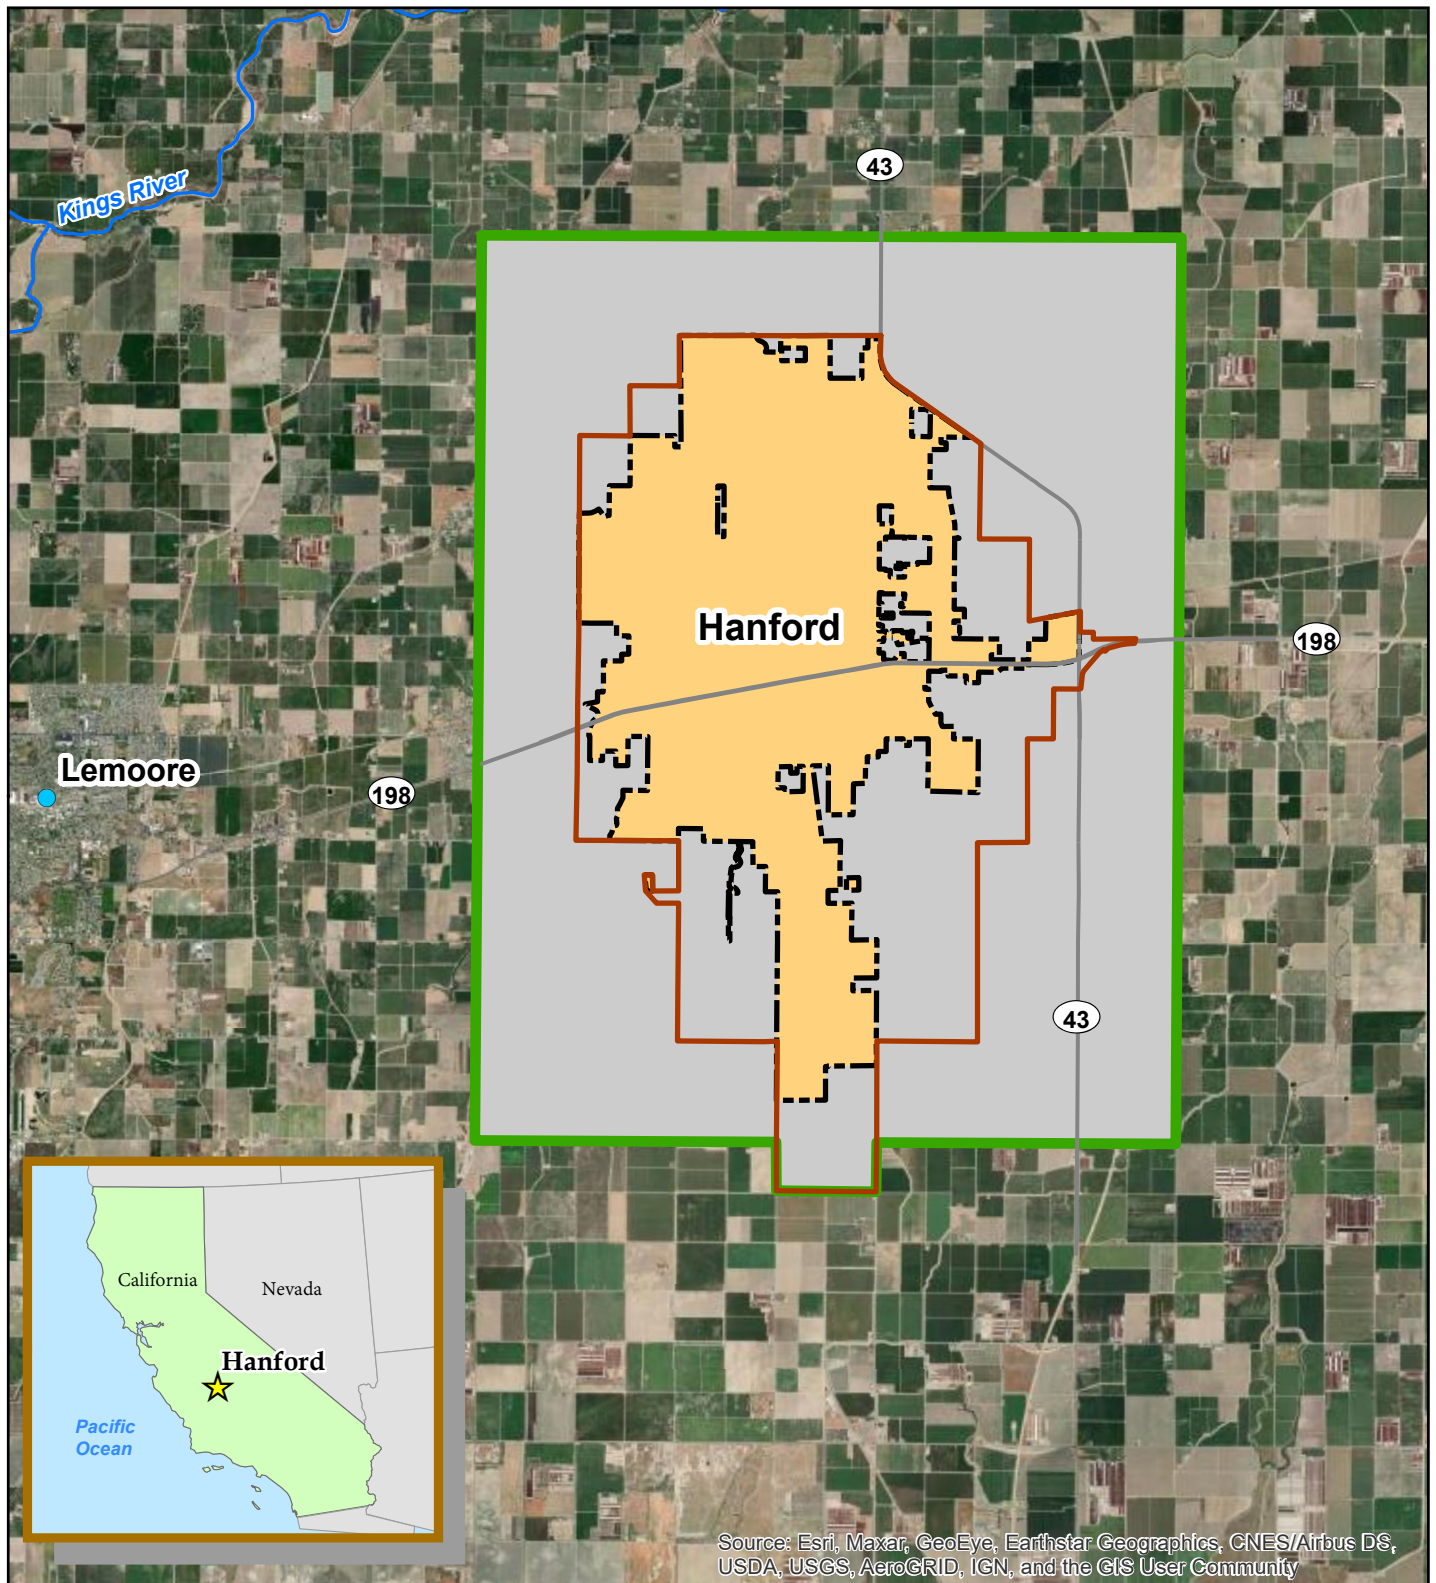 43
Kings River
Hanford
198
Lemoore
198
43
California
Nevada
Hanford
Pacific
Ocean
Source: Esri, Maxar, GeoEye, Earthstar Geographics, CNES/Airbus DS,
USDA, USGS, AeroGRID, IGN, and the GIS User Community